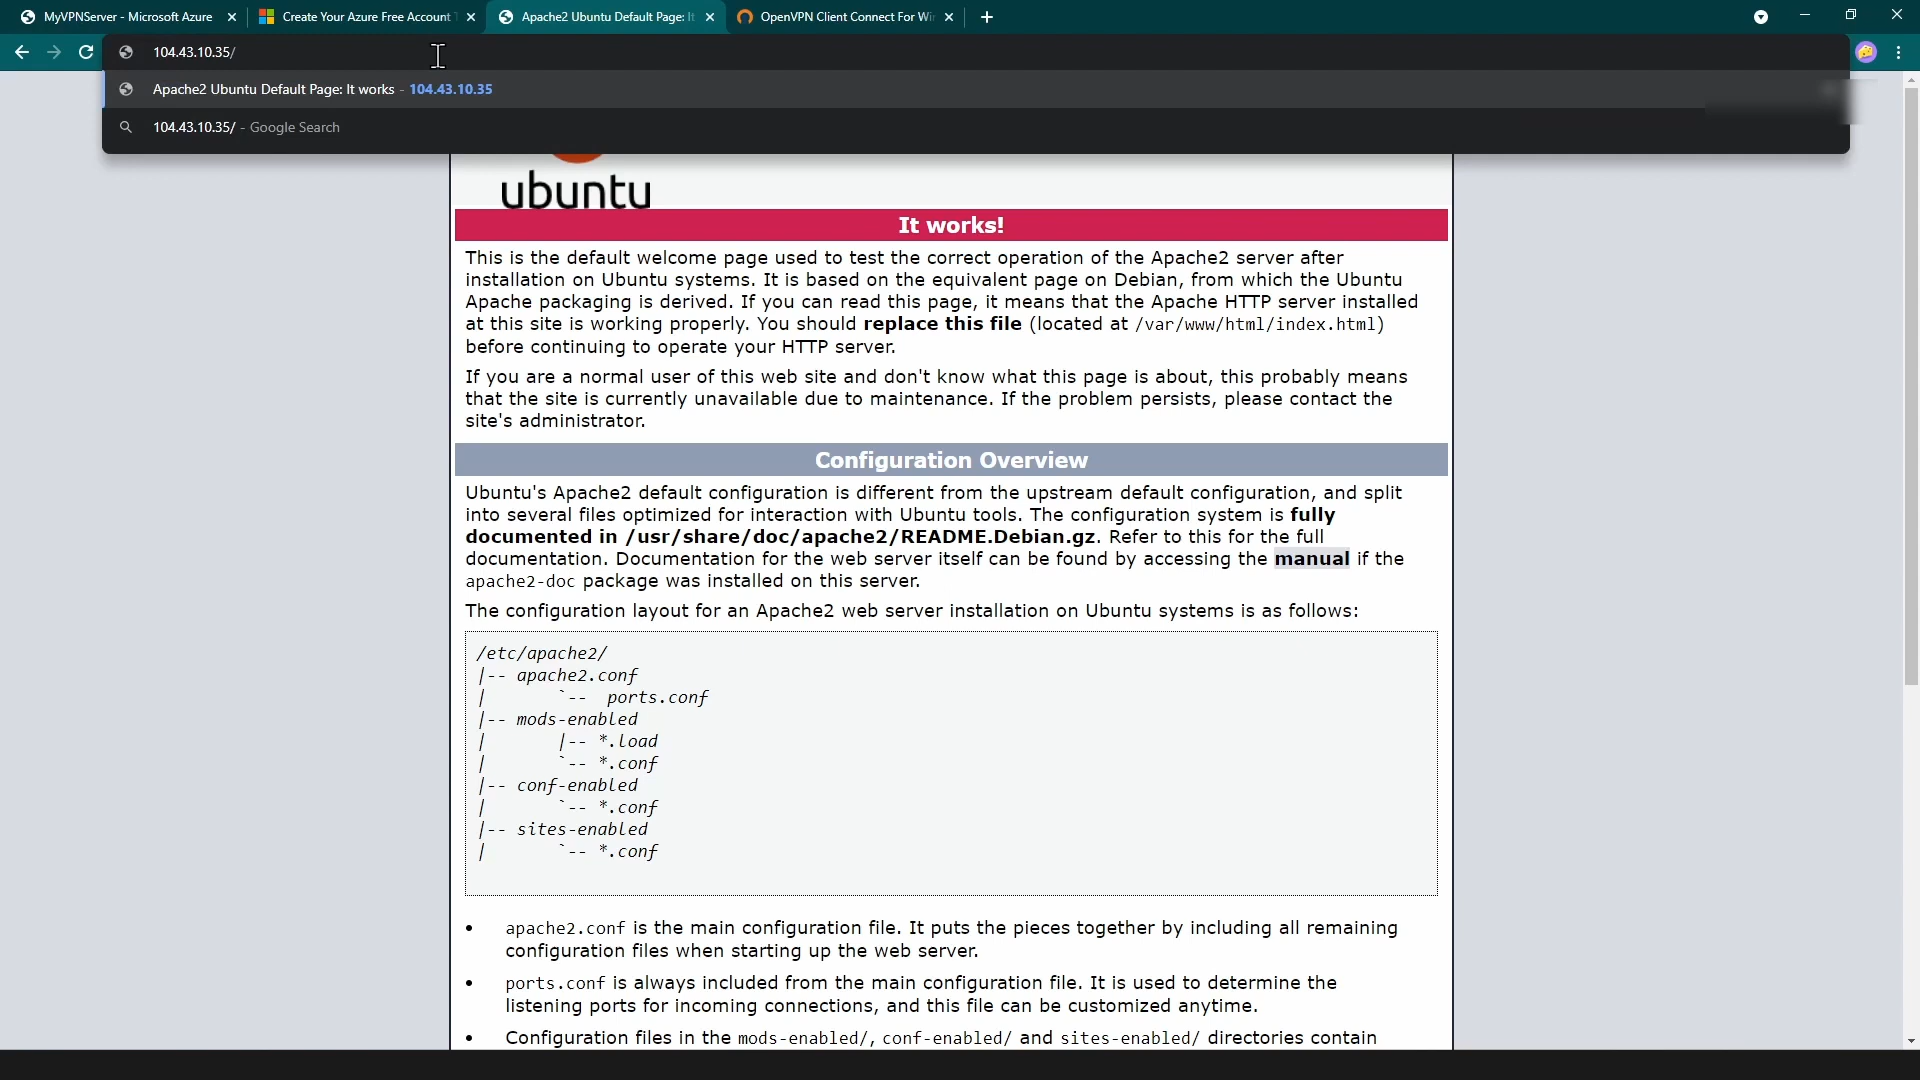 MyVPNServer - Microsoft Azure
Create Your Azure Free Account T
Apache2 Ubuntu Default Page: It
OpenVPN Client Connect For Win
104.43.10.35/
Apache2 Ubuntu Default Page: It works - 104.43.10.35
104.43.10.35/ - Google Search
ubuntu
It works!
This is the default welcome page used to test the correct operation of the Apache2 server after
installation on Ubuntu systems. It is based on the equivalent page on Debian, from which the Ubuntu
Apache packaging is derived. If you can read this page, it means that the Apache HTTP server installed
at this site is working properly. You should replace this file (located at /var/www/html/index.html)
before continuing to operate your HTTP server.
If you are a normal user of this web site and don't know what this page is about, this probably means
that the site is currently unavailable due to maintenance. If the problem persists, please contact the
site's administrator.
Configuration Overview
Ubuntu's Apache2 default configuration is different from the upstream default configuration, and split
into several files optimized for interaction with Ubuntu tools. The configuration system is fully
documented in /usr/share/doc/apache2/README.Debian.gz. Refer to this for the full
documentation. Documentation for the web server itself can be found by accessing the manual if the
apache2-doc package was installed on this server.
The configuration layout for an Apache2 web server installation on Ubuntu systems is as follows:
/etc/apache2/
|-- apache2.conf
|       `--  ports.conf
|-- mods-enabled
|       |-- *.load
|       `-- *.conf
|-- conf-enabled
|       `-- *.conf
|-- sites-enabled
|       `-- *.conf
• apache2.conf is the main configuration file. It puts the pieces together by including all remaining
configuration files when starting up the web server.
• ports.conf is always included from the main configuration file. It is used to determine the
listening ports for incoming connections, and this file can be customized anytime.
• Configuration files in the mods-enabled/, conf-enabled/ and sites-enabled/ directories contain